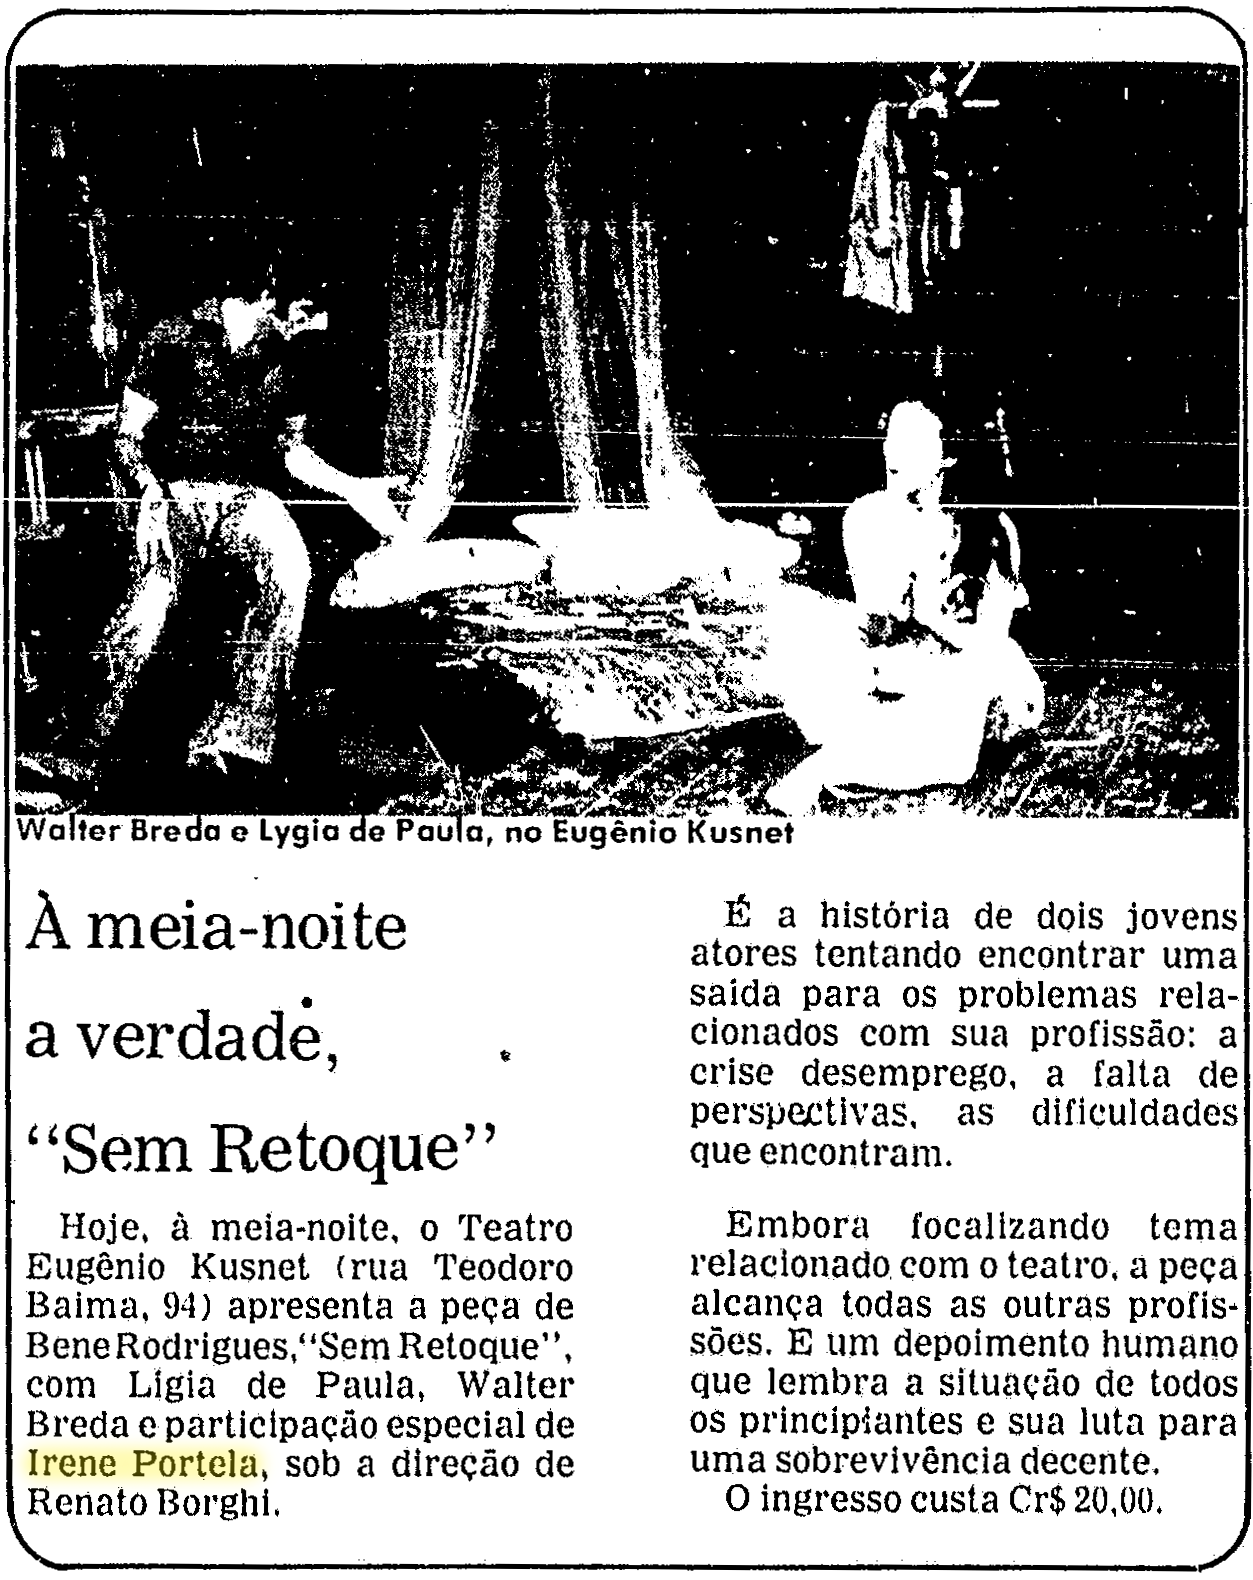 Walter Breda e Lygia de Paula, no Eugênio Kusnet
À meia-noite
a verdade,
“Sem Retoque”
Hoje, à meia-noite, o Teatro
Eugênio Kusnet (rua Teodoro
Baima, 94) apresenta a peça de
Bene Rodrigues, “Sem Retoque”,
com Ligia de Paula, Walter
Breda e participação especial de
Irene Portela, sob a direção de
Renato Borghi.
É a história de dois jovens
atores tentando encontrar uma
saida para os problemas rela-
cionados com sua profissão: a
crise desemprego, a falta de
perspectivas, as dificuldades
que encontram.
Embora focalizando tema
relacionado com o teatro, a peça
alcança todas as outras profis-
sões. E um depoimento humano
que lembra a situação de todos
os principiantes e sua luta para
uma sobrevivência decente.
O ingresso custa Cr$ 20,00.